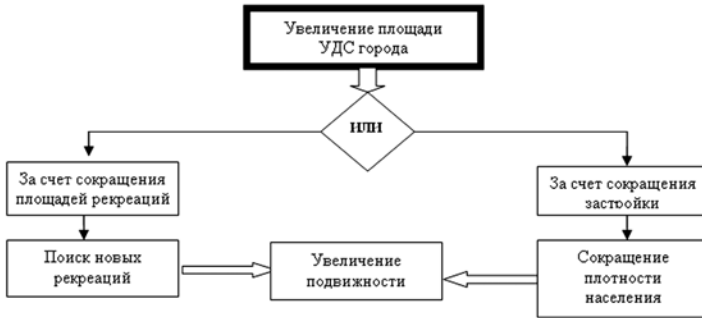 Увеличение площади
УДС города
ИЛИ
За счет сокращения
площадей рекреаций
За счет сокращения
застройки
Поиск новых
рекреаций
Увеличение
подвижности
Сокращение
плотности
населения